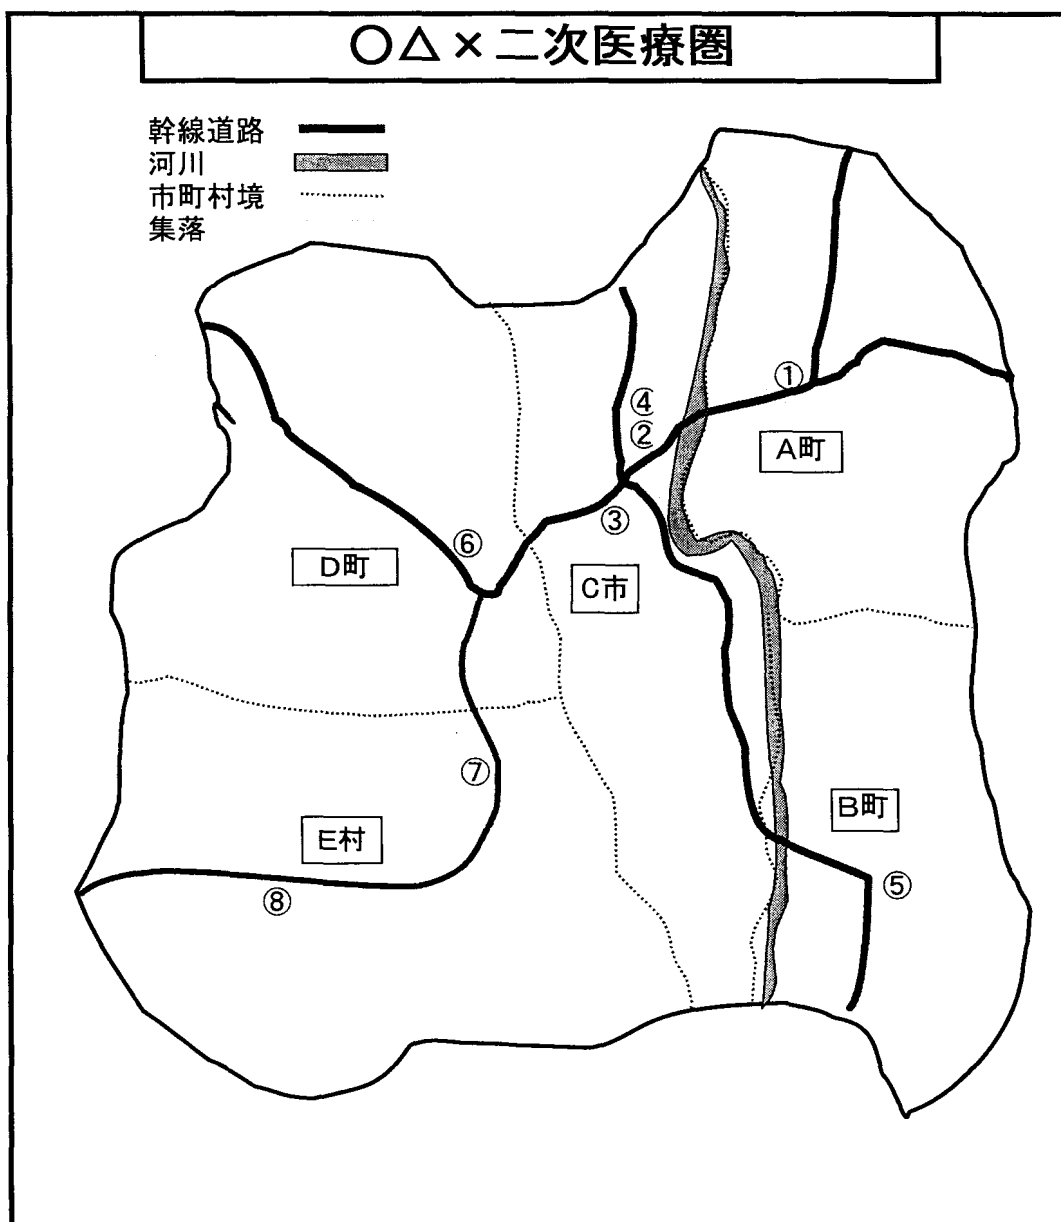 ○△×二次医療圏
幹線道路
河川
市町村境
集落
①
④
②
A町
③
⑥
D町
C市
⑦
B町
E村
⑤
⑧